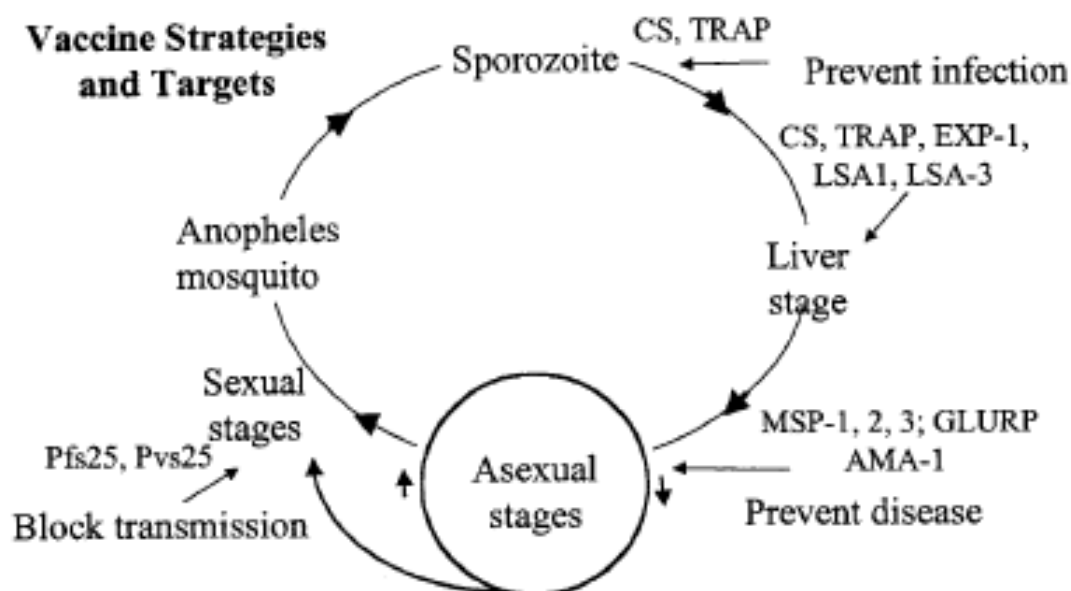 Vaccine Strategies
and Targets
Sporozoite
CS, TRAP
Prevent infection
CS, TRAP, EXP-1,
LSA1, LSA-3
Liver
stage
MSP-1, 2, 3; GLURP
AMA-1
Prevent disease
Asexual
stages
Sexual
stages
Pfs25, Pvs25
Block transmission
Anopheles
mosquito